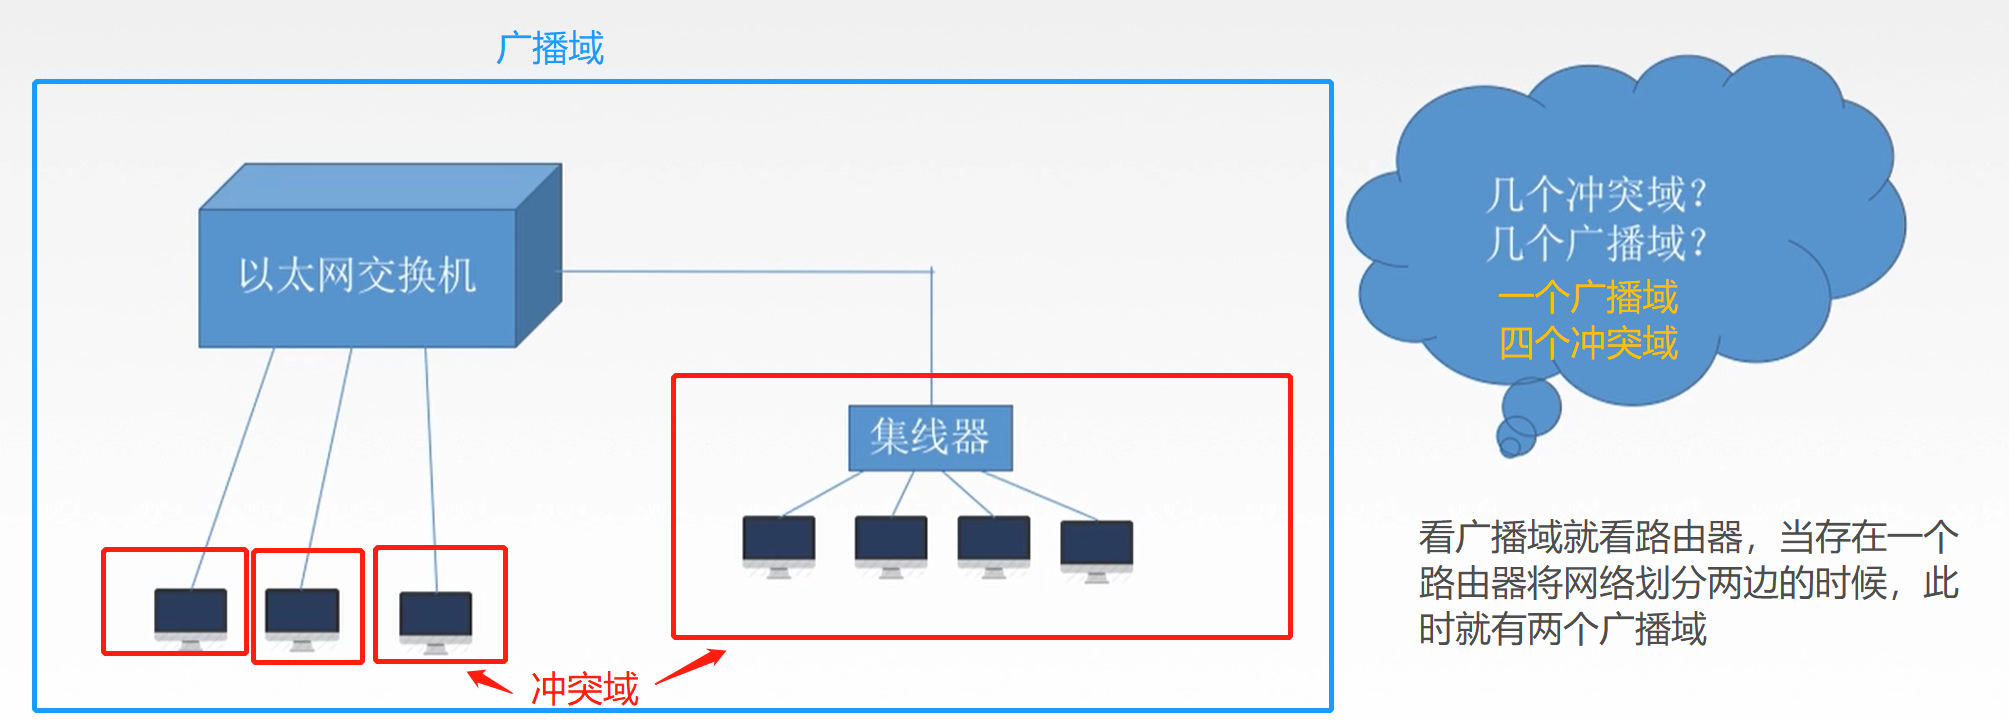 广播域
以太网交换机
集线器
冲突域
几个冲突域？
几个广播域？
一个广播域
四个冲突域
看广播域就看路由器，当存在一个
路由器将网络划分两边的时候，此
时就有两个广播域